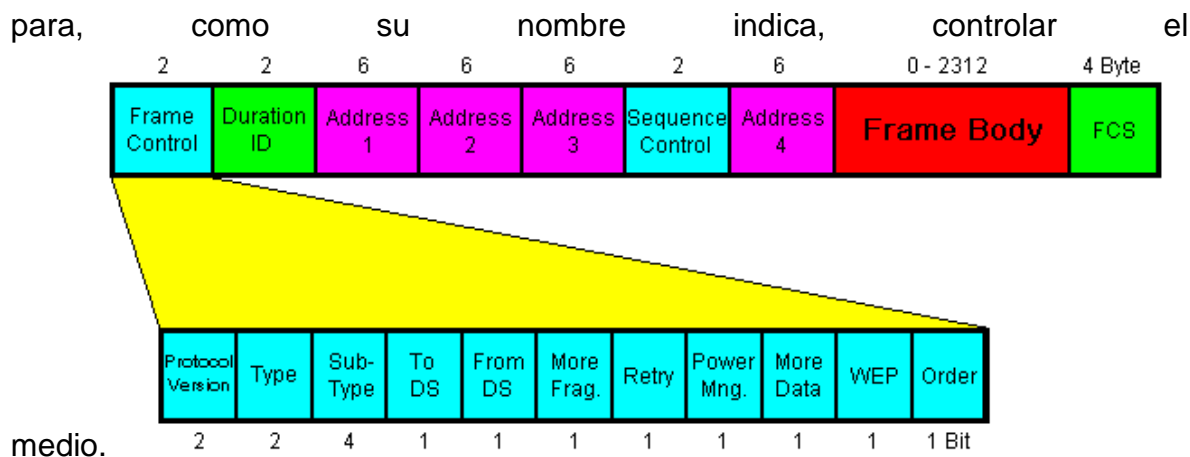 para, como su nombre indica, controlar el
2 2 6 6 6 2 6 0 - 2312 4 Byte
Frame Duration Address Address Address Sequence Address Frame Body FCS
Control ID 1 2 3 Control 4
Protocol Version Type Sub-Type To DS From DS More Frag. Retry Power Mng. More Data WEP Order
medio. 2 2 4 1 1 1 1 1 1 1 1 Bit